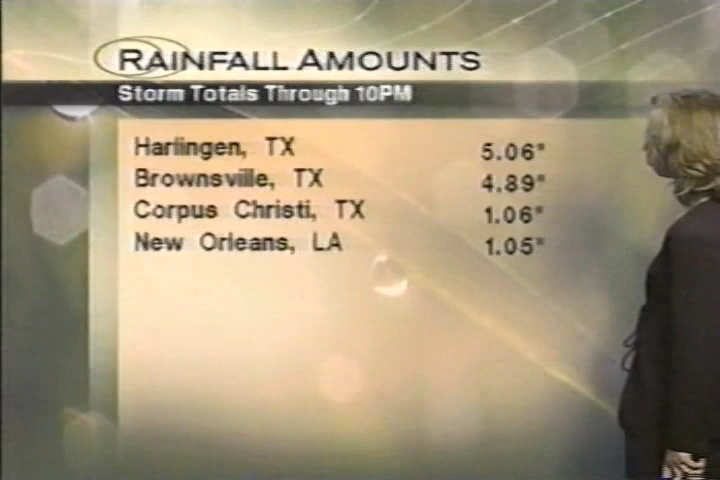 RAINFALL AMOUNTS
Storm Totals Through 10PM
Harlingen, TX 5.06"
Brownsville, TX 4.89"
Corpus Christi, TX 1.06"
New Orleans, LA 1.05"